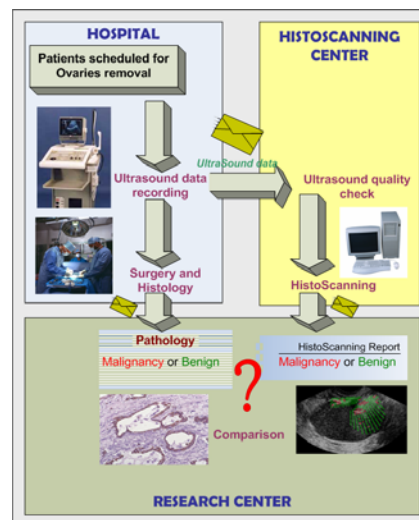 HOSPITAL
Patients scheduled for
Ovaries removal
Ultrasound data
recording
Surgery and
Histology
UltraSound data
HISTOSCANNING
CENTER
Ultrasound quality
check
HistoScanning
Pathology
Malignancy or Benign
HistoScanning Report
Malignancy or Benign
?
Comparison
RESEARCH CENTER